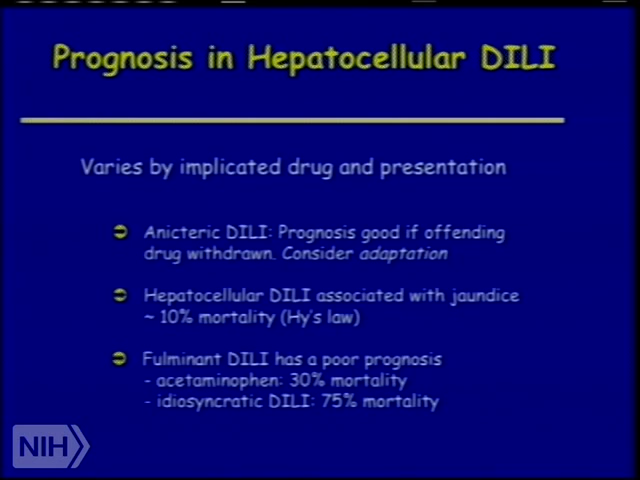 Prognosis in Hepatocellular DILI
Varies by implicated drug and presentation
Anicteric DILI: Prognosis good if offending
drug withdrawn. Consider adaptation
Hepatocellular DILI associated with jaundice
~ 10% mortality (Hy's law)
Fulminant DILI has a poor prognosis
- acetaminophen: 30% mortality
- idiosyncratic DILI: 75% mortality
NIH